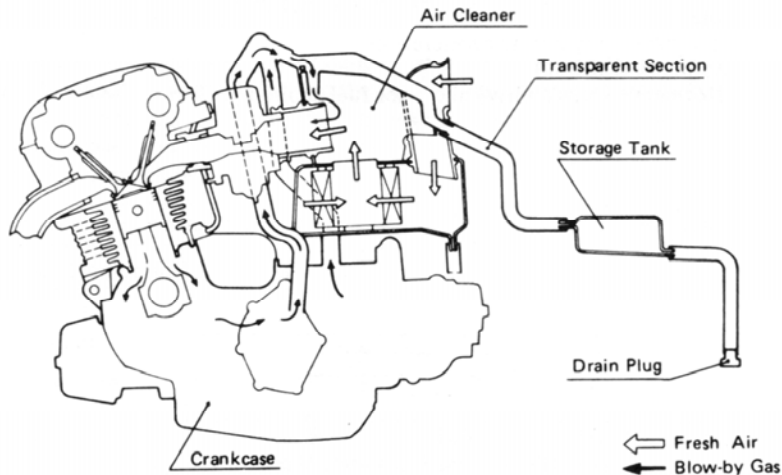 Air Cleaner
Transparent Section
Storage Tank
Drain Plug
Crankcase
Fresh Air
Blow-by Gas